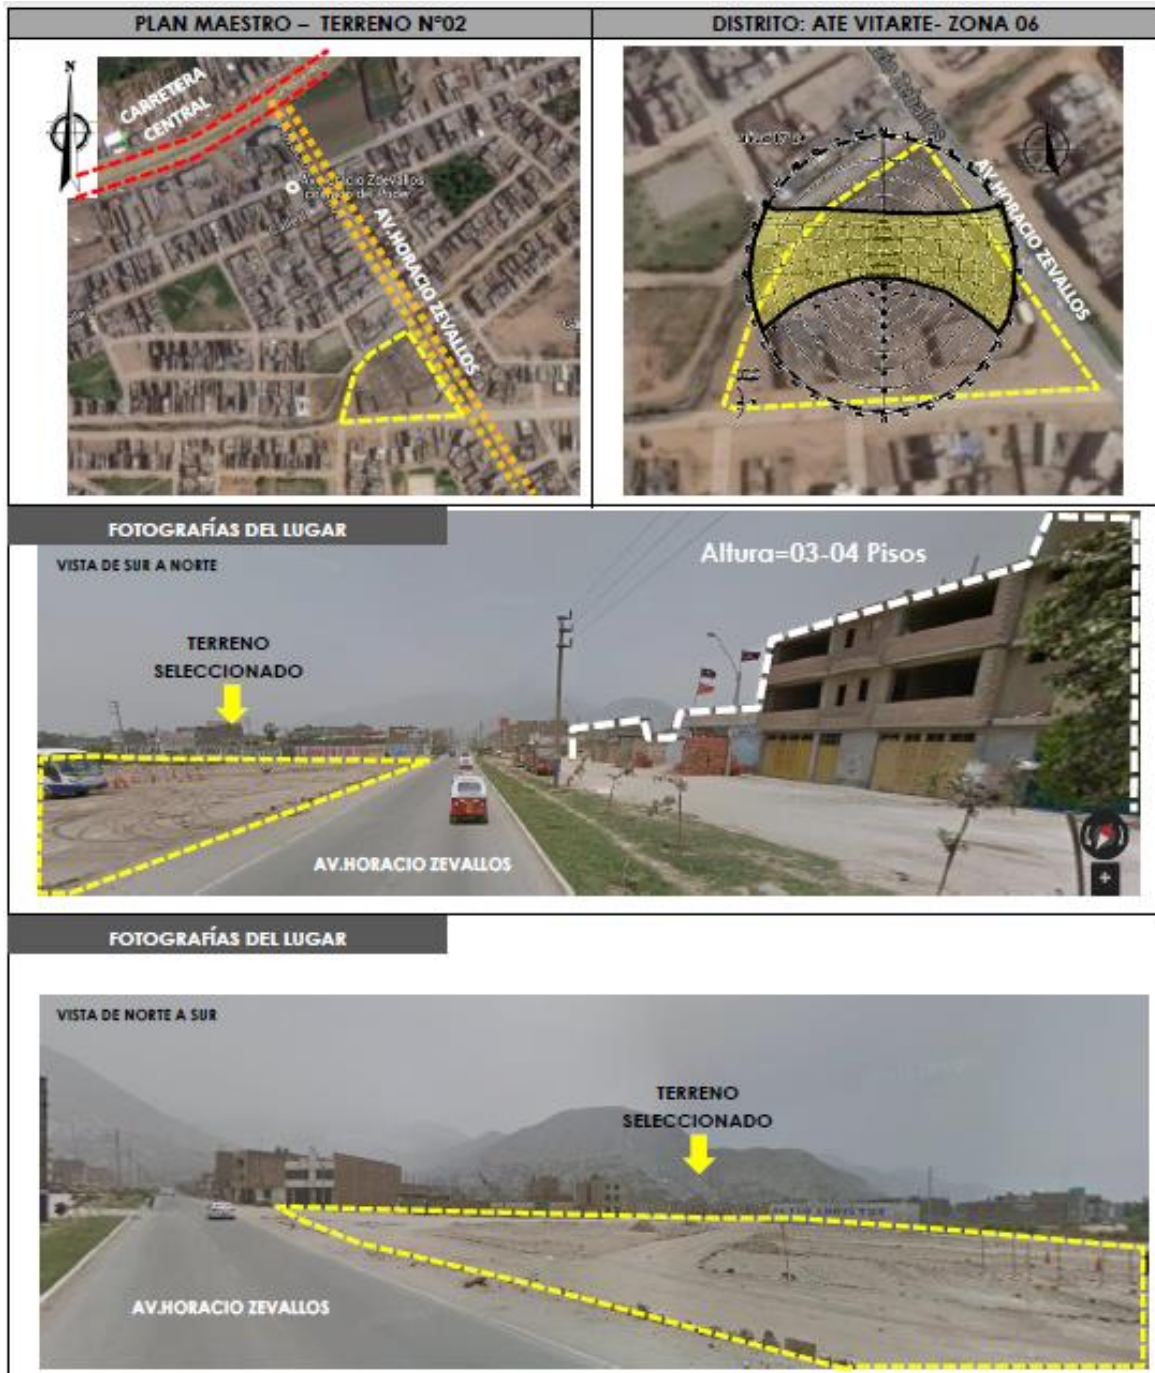 PLAN MAESTRO – TERRENO N°02
DISTRITO: ATE VITARTE- ZONA 06
N
CARRETERA
CENTRAL
AV.HORACIO ZEVALLOS
Zevallos
AV.HORACIO ZEVALLOS
FOTOGRAFÍAS DEL LUGAR
VISTA DE SUR A NORTE
Altura=03-04 Pisos
TERRENO
SELECCIONADO
AV.HORACIO ZEVALLOS
+
FOTOGRAFÍAS DEL LUGAR
VISTA DE NORTE A SUR
TERRENO
SELECCIONADO
AV.HORACIO ZEVALLOS